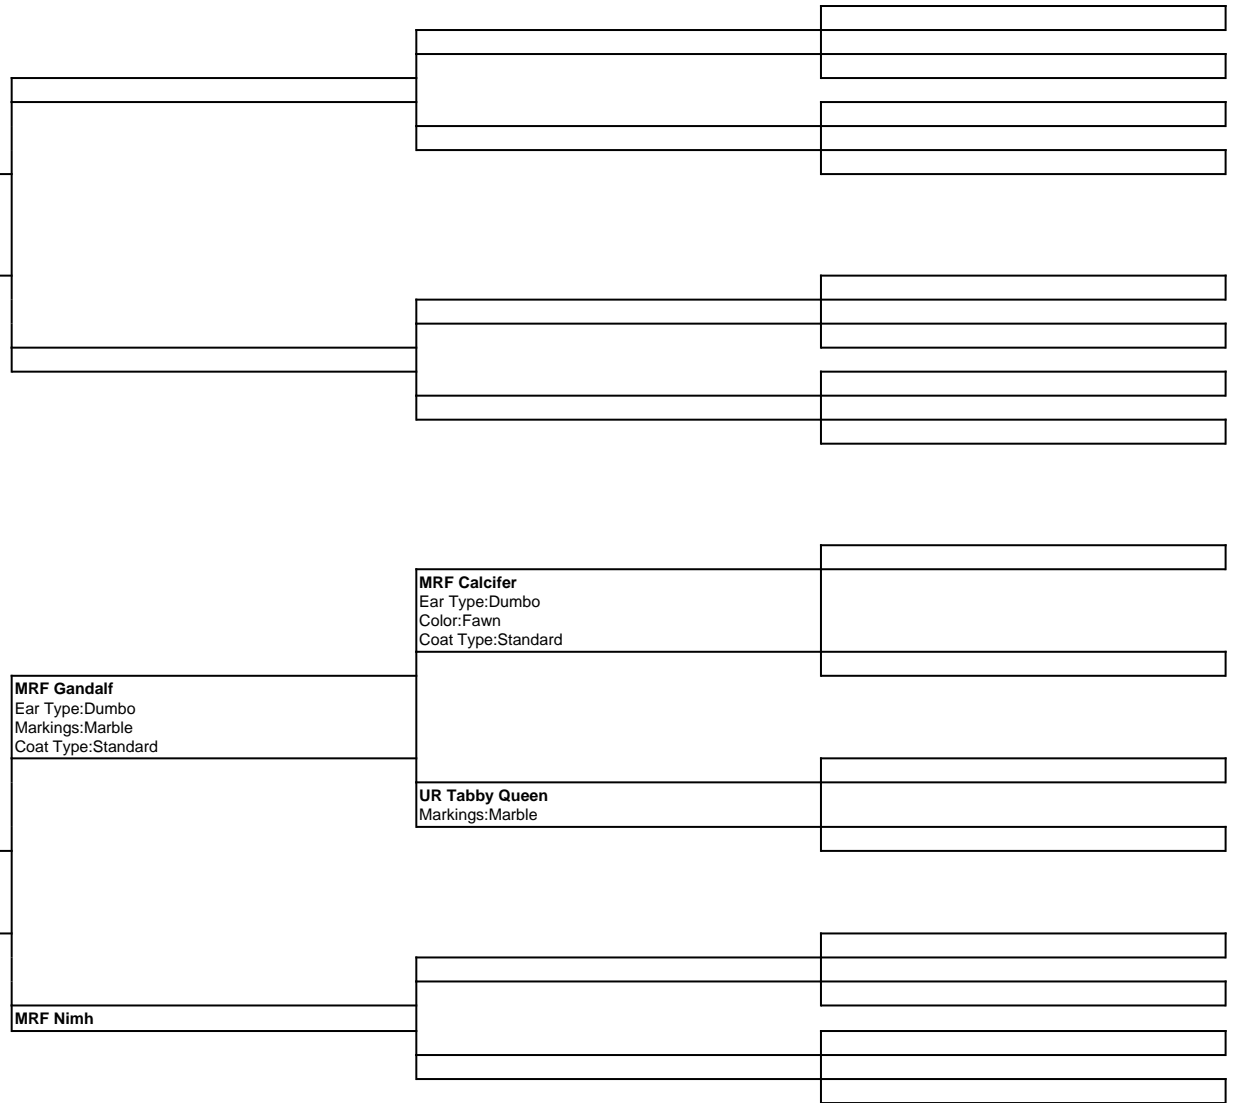 MRF Calcifer
Ear Type:Dumbo
Color:Fawn
Coat Type:Standard
MRF Gandalf
Ear Type:Dumbo
Markings:Marble
Coat Type:Standard
UR Tabby Queen
Markings:Marble
MRF Nimh